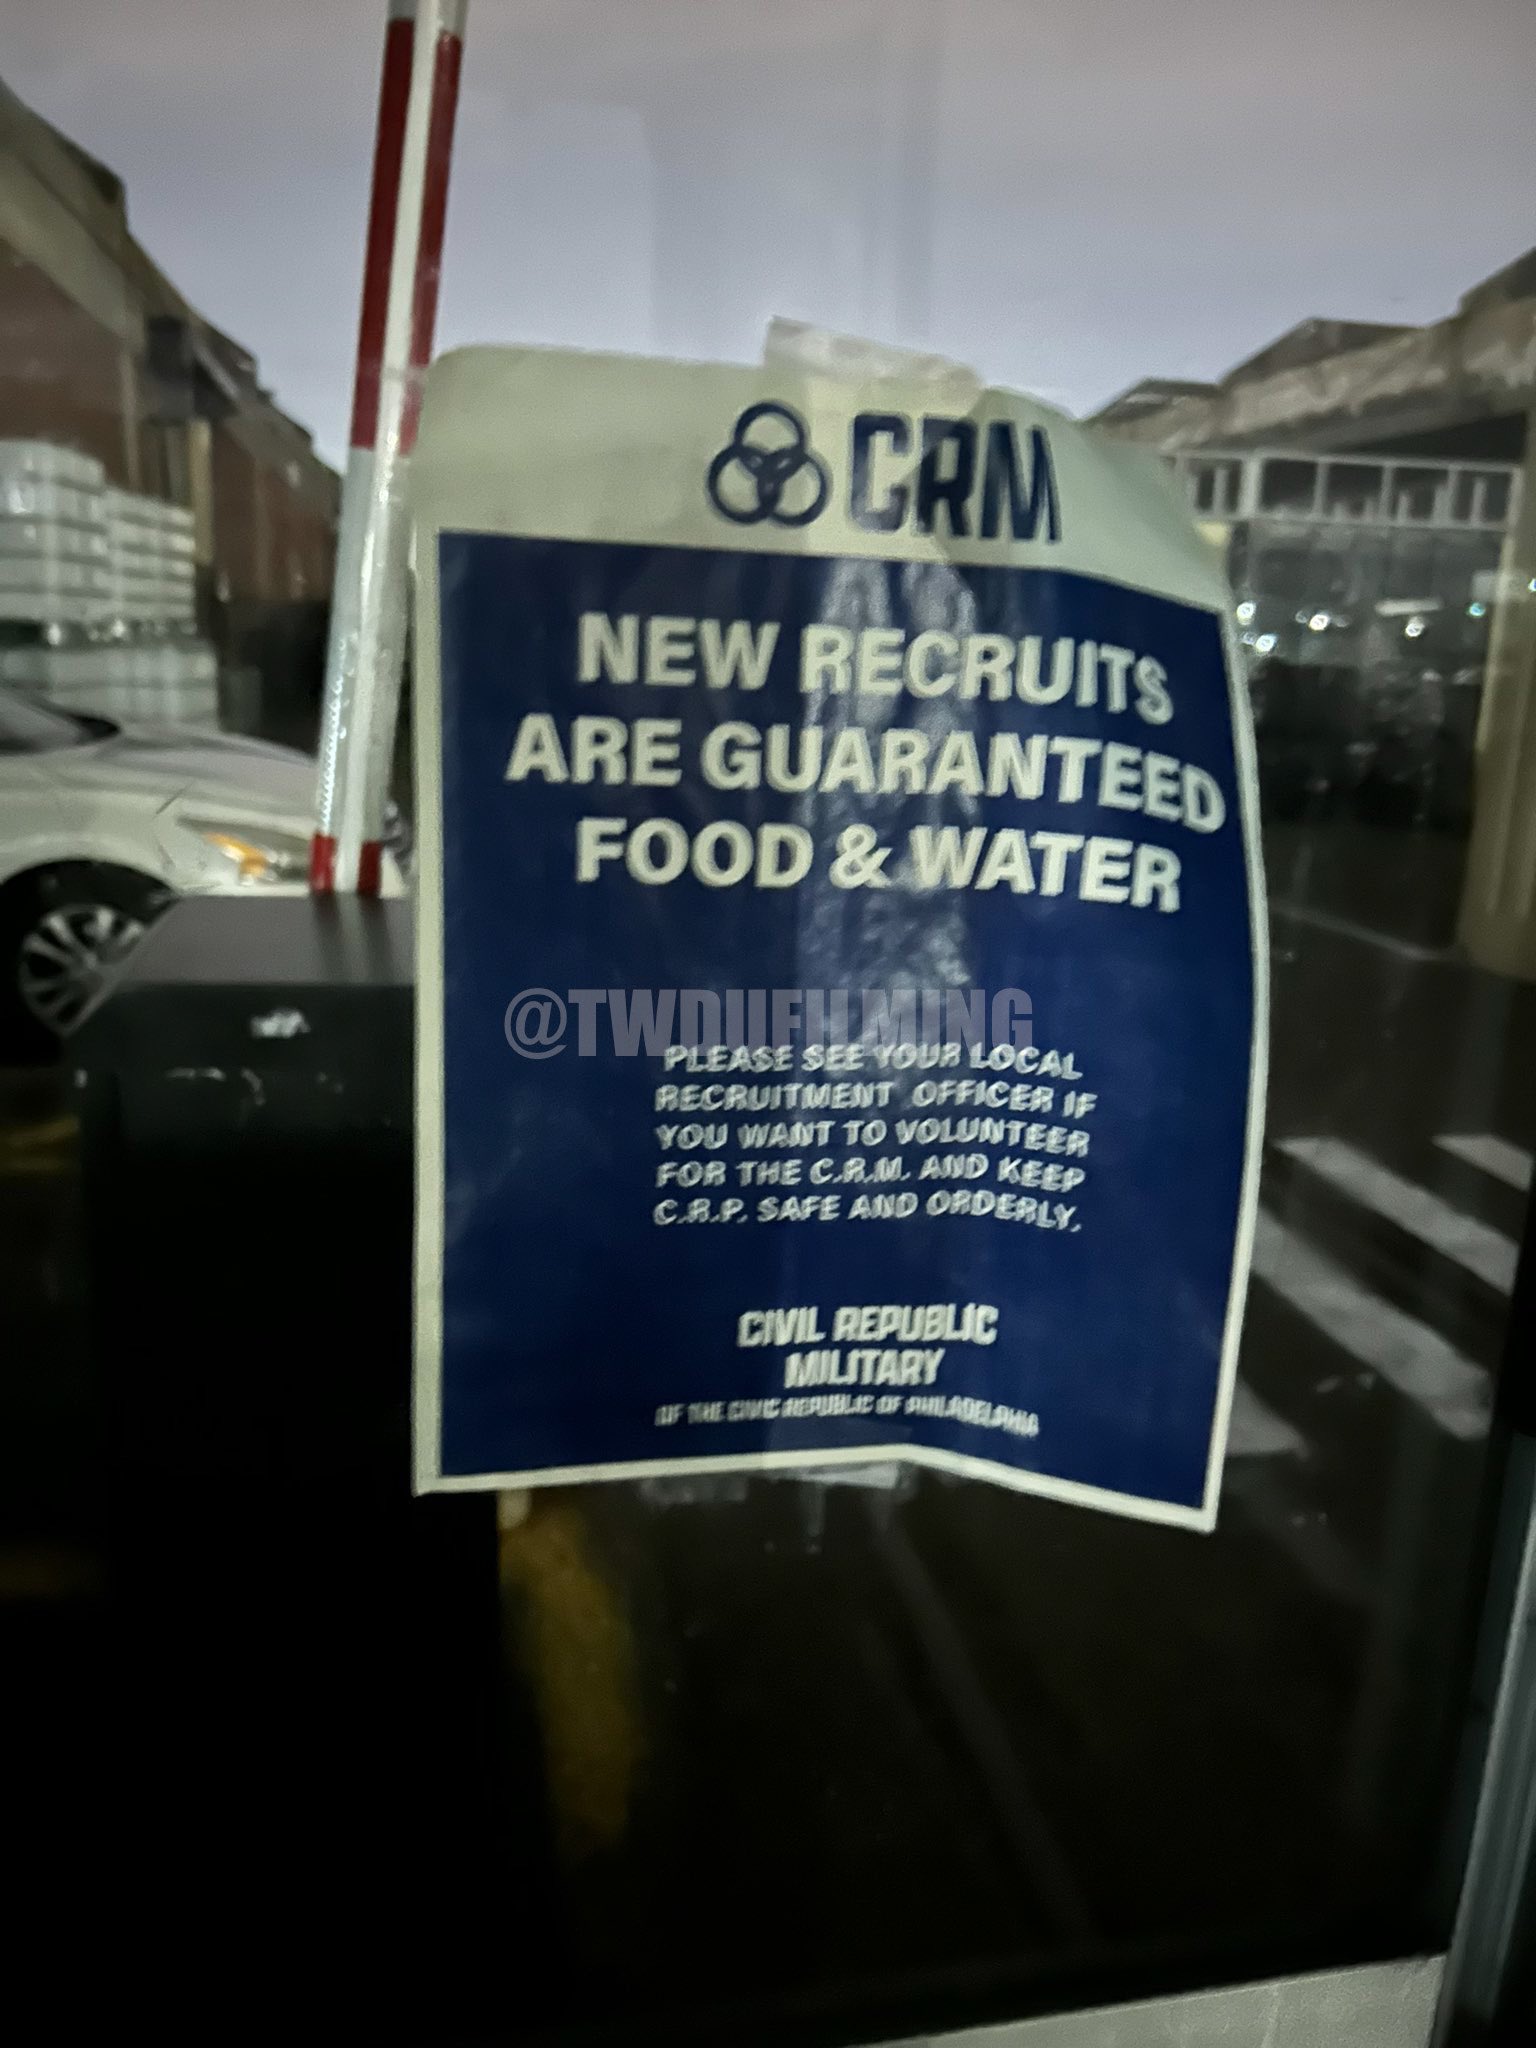 CRM
NEW RECRUITS
ARE GUARANTEED
FOOD & WATER
@TWDUFILMING
PLEASE SEE YOUR LOCAL
RECRUITMENT OFFICER IF
YOU WANT TO VOLUNTEER
FOR THE C.R.M. AND KEEP
C.R.P. SAFE AND ORDERLY.
CIVIL REPUBLIC
MILITARY
OF THE CIVIC REPUBLIC OF PHILADELPHIA